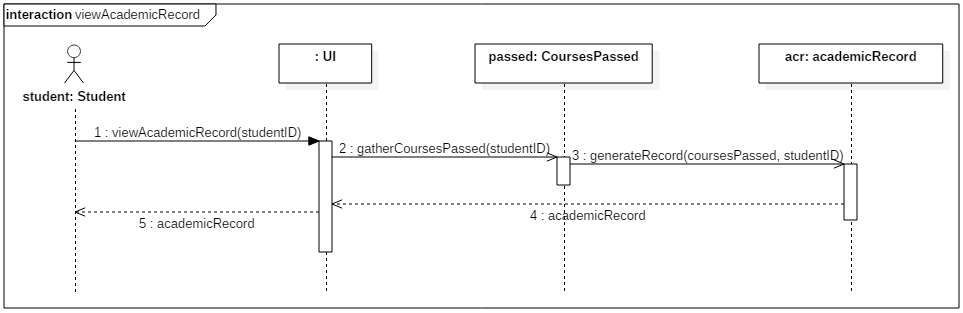 interaction viewAcademicRecord
: UI
passed: CoursesPassed
acr: academicRecord
student: Student
1 : viewAcademicRecord(studentID)
2 : gatherCoursesPassed(studentID)
3 : generateRecord(coursesPassed, studentID)
4 : academicRecord
5 : academicRecord